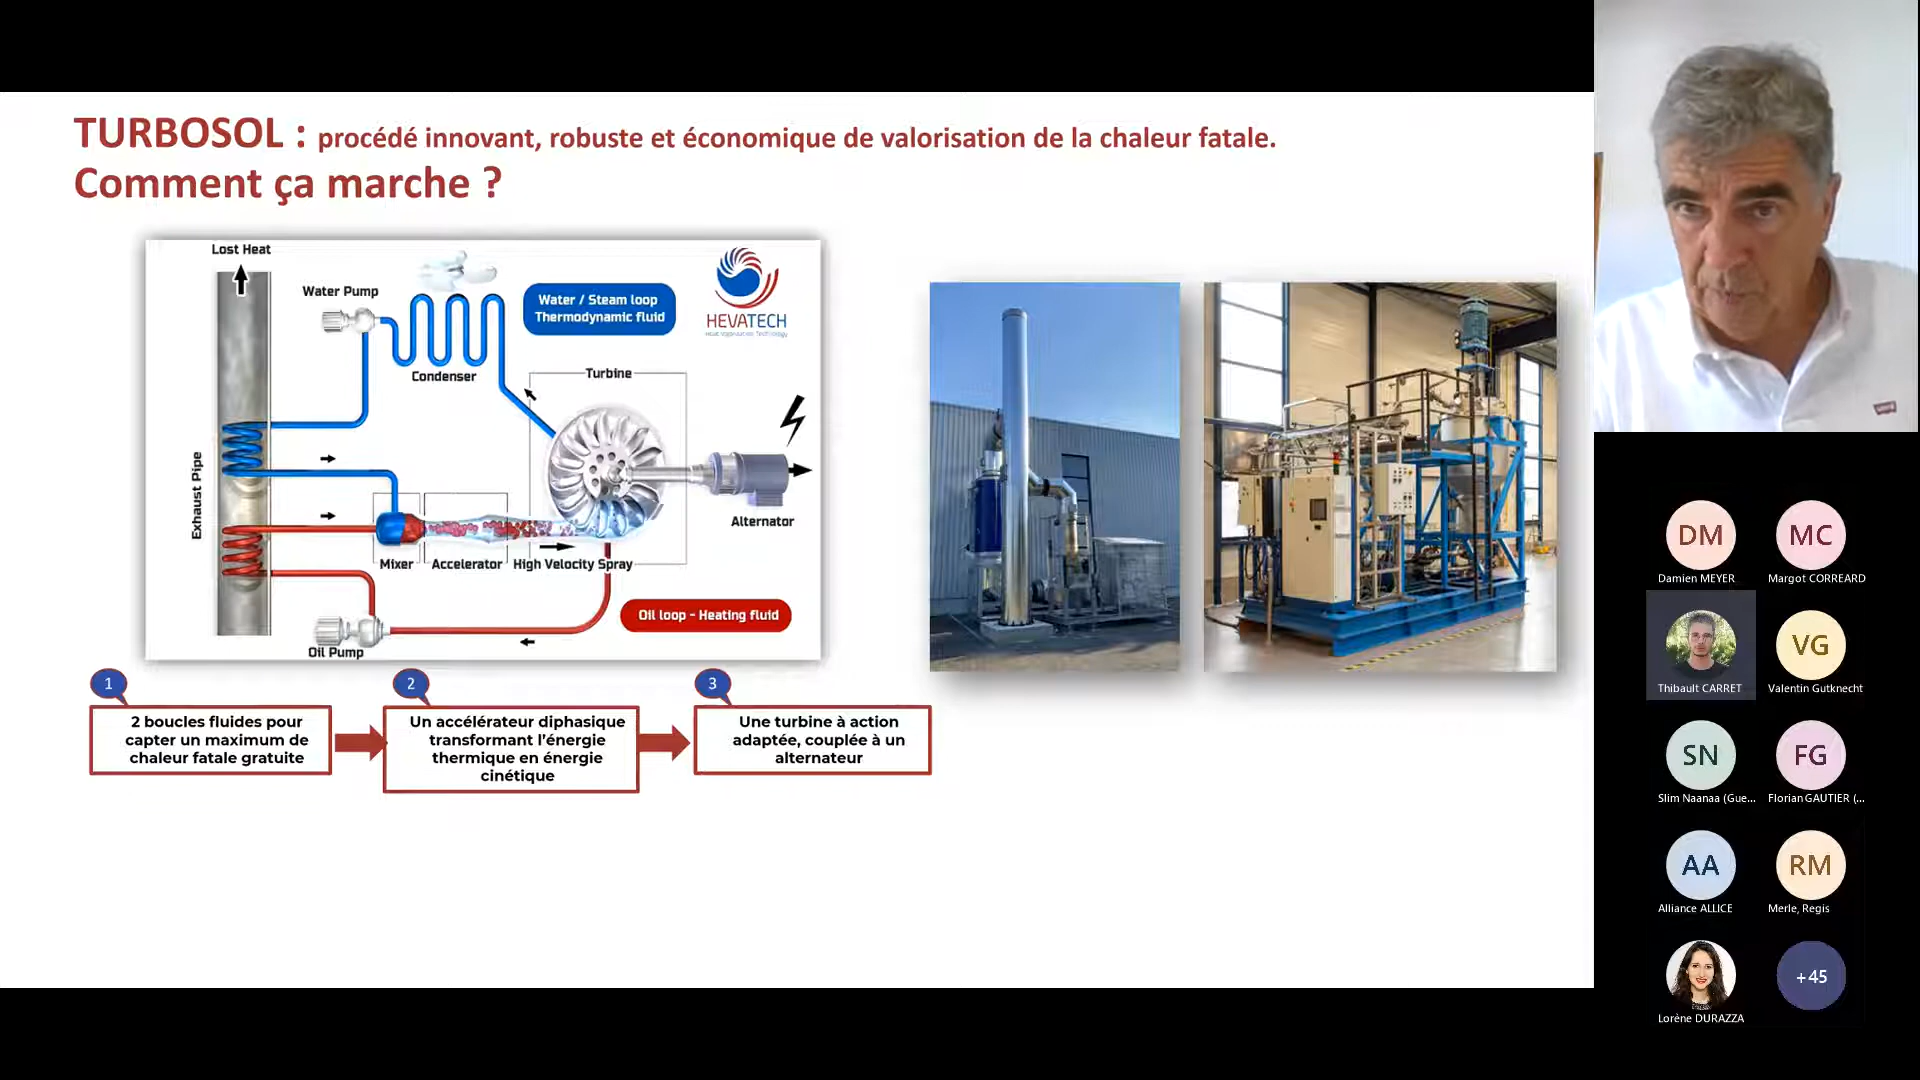 TURBOSOL : procédé innovant, robuste et économique de valorisation de la chaleur fatale.
Comment ça marche ?
Lost Heat
Water Pump
Condenser
Water / Steam loop
Thermodynamic fluid
HEVATECH
Heat Valorisation Technology
Turbine
Exhaust Pipe
Alternator
Mixer
Accelerator
High Velocity Spray
Oil loop - Heating fluid
Oil Pump
1
2 boucles fluides pour
capter un maximum de
chaleur fatale gratuite
2
Un accélérateur diphasique
transformant l'énergie
thermique en énergie
cinétique
3
Une turbine à action
adaptée, couplée à un
alternateur
DM
Damien MEYER
MC
Margot CORREARD
Thibault CARRET
VG
Valentin Gutknecht
SN
Slim Naanaa (Gue...
FG
Florian GAUTIER (...
AA
Alliance ALLICE
RM
Merle, Regis
Lorène DURAZZA
+45